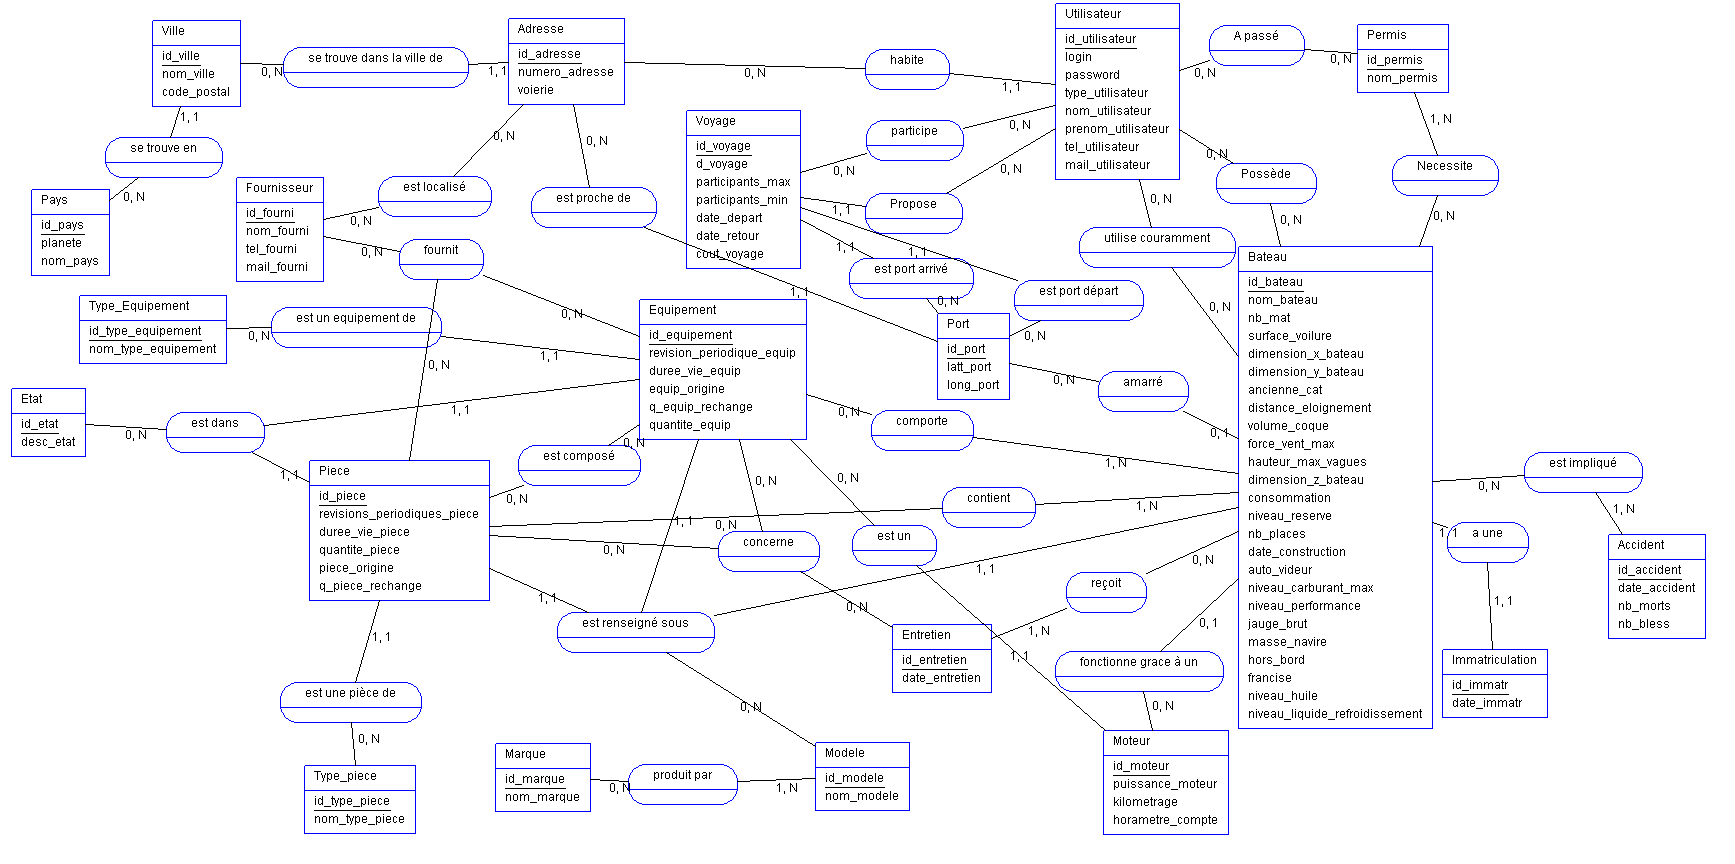 Ville
id_ville
nom_ville
code_postal
0, N
se trouve dans la ville de
1, 1
Adresse
id_adresse
numero_adresse
voierie
0, N
habite
1, 1
Utilisateur
id_utilisateur
login
password
type_utilisateur
nom_utilisateur
prenom_utilisateur
tel_utilisateur
mail_utilisateur
A passé
0, N
0, N
Permis
id_permis
nom_permis
1, 1
se trouve en
0, N
Pays
id_pays
planete
nom_pays
Fournisseur
id_fourni
nom_fourni
tel_fourni
mail_fourni
0, N
est localisé
0, N
0, N
est proche de
1, 1
Voyage
id_voyage
d_voyage
participants_max
participants_min
date_depart
date_retour
cout_voyage
participe
0, N
0, N
Propose
0, N
1, 1
1, 1
est port arrivé
0, N
1, 1
est port départ
0, N
0, N
Possède
0, N
1, N
Necessite
0, N
0, N
utilise couramment
0, N
fournit
0, N
0, N
0, N
Type_Equipement
id_type_equipement
nom_type_equipement
0, N
est un equipement de
1, 1
Equipement
id_equipement
revision_periodique_equip
duree_vie_equip
equip_origine
q_equip_rechange
quantite_equip
Port
id_port
latt_port
long_port
0, N
amarré
0, 1
Bateau
id_bateau
nom_bateau
nb_mat
surface_voilure
dimension_x_bateau
dimension_y_bateau
ancienne_cat
distance_eloignement
volume_coque
force_vent_max
hauteur_max_vagues
dimension_z_bateau
consommation
niveau_reserve
nb_places
date_construction
auto_videur
niveau_carburant_max
niveau_performance
jauge_brut
masse_navire
hors_bord
francise
niveau_huile
niveau_liquide_refroidissement
Etat
id_etat
desc_etat
0, N
est dans
1, 1
1, 1
Piece
id_piece
revisions_periodiques_piece
duree_vie_piece
quantite_piece
piece_origine
q_piece_rechange
est composé
0, N
0, N
0, N
comporte
1, N
contient
1, 1
1, N
0, N
0, N
concerne
0, N
0, N
est un
1, 1
est impliqué
0, N
1, N
a une
1, 1
1, 1
Accident
id_accident
date_accident
nb_morts
nb_bless
reçoit
0, N
1, N
1, 1
est renseigné sous
1, 1
0, N
Entretien
id_entretien
date_entretien
0, 1
fonctionne grace à un
0, N
Immatriculation
id_immatr
date_immatr
1, 1
est une pièce de
0, N
Type_piece
id_type_piece
nom_type_piece
Marque
id_marque
nom_marque
0, N
produit par
1, N
Modele
id_modele
nom_modele
Moteur
id_moteur
puissance_moteur
kilometrage
horametre_compte